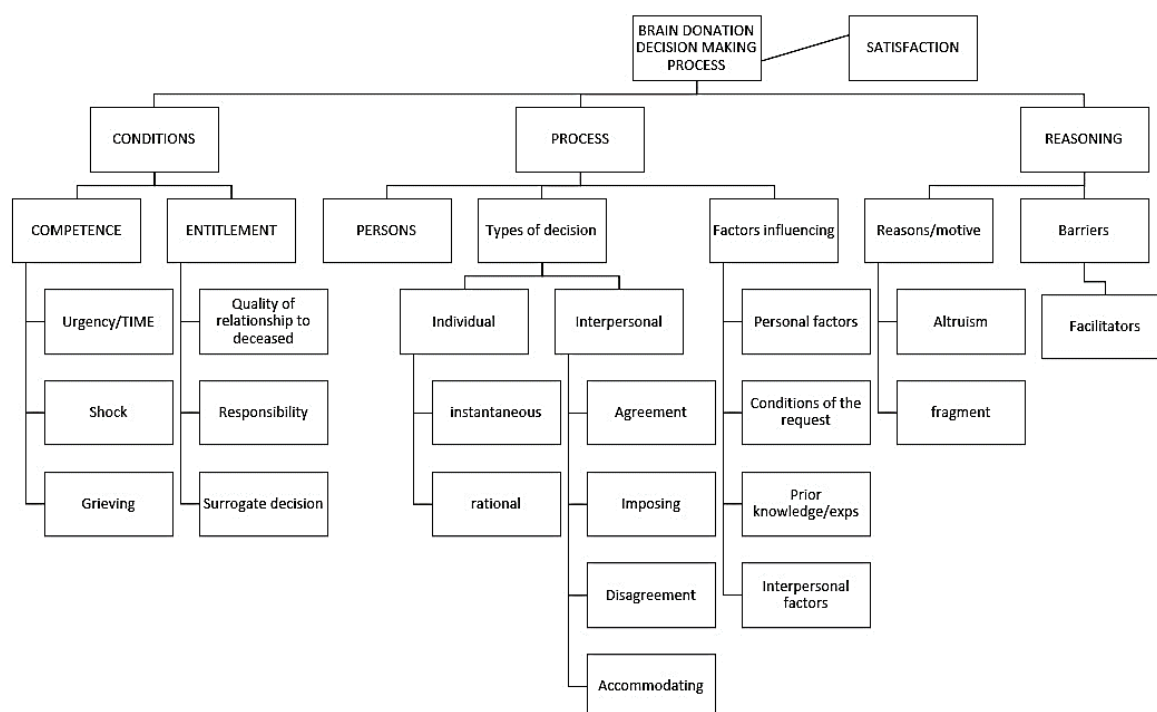 BRAIN DONATION
DECISION MAKING
PROCESS
SATISFACTION
CONDITIONS
PROCESS
REASONING
COMPETENCE
ENTITLEMENT
PERSONS
Types of decision
Factors influencing
Reasons/motive
Barriers
Urgency/TIME
Quality of
relationship to
deceased
Individual
Interpersonal
Personal factors
Altruism
Facilitators
Shock
Responsibility
instantaneous
Agreement
Conditions of the
request
fragment
Grieving
Surrogate decision
rational
Imposing
Prior
knowledge/exps
Disagreement
Interpersonal
factors
Accommodating